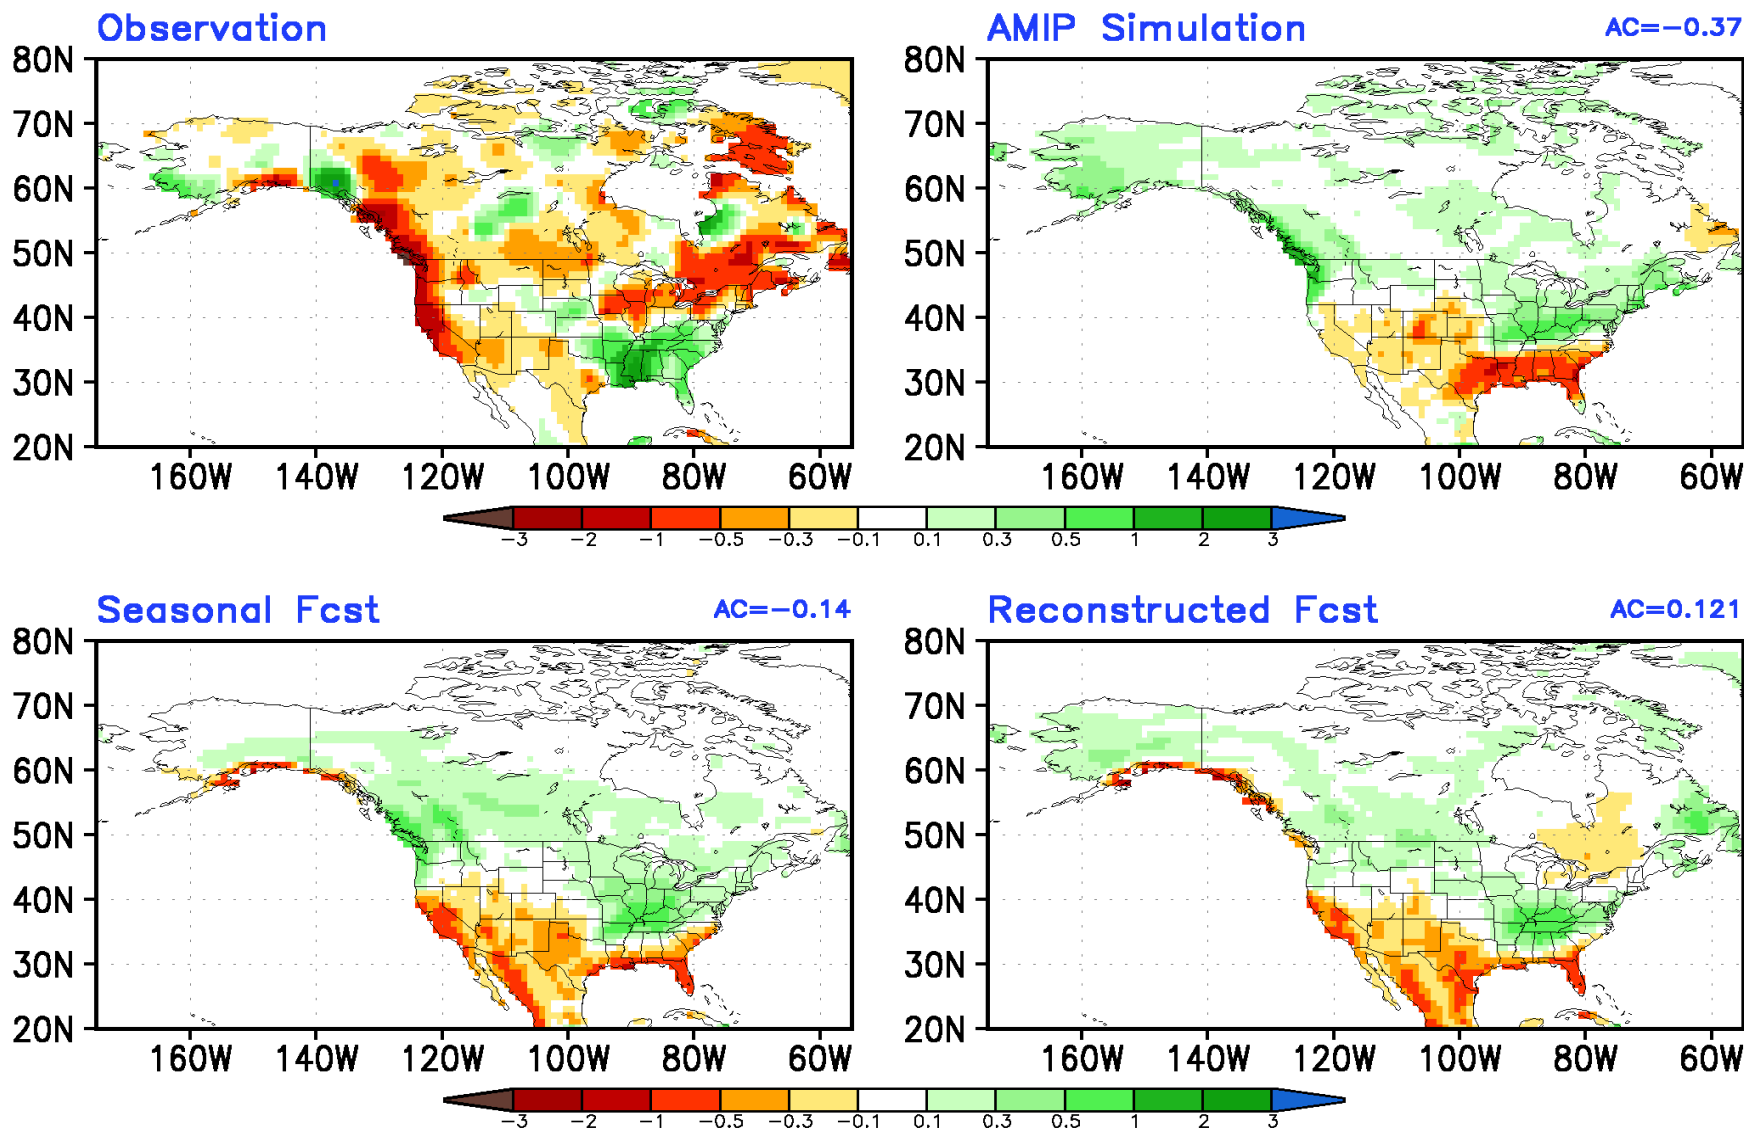 Observation
AMIP Simulation AC=-0.37
80N 80N
70N 70N
60N 60N
50N 50N
40N 40N
30N 30N
20N 20N
160W 140W 120W 100W 80W 60W 160W 140W 120W 100W 80W 60W
-3 -2 -1 -0.5 -0.3 -0.1 0.1 0.3 0.5 1 2 3
Seasonal Fcst AC=-0.14
Reconstructed Fcst AC=0.121
80N 80N
70N 70N
60N 60N
50N 50N
40N 40N
30N 30N
20N 20N
160W 140W 120W 100W 80W 60W 160W 140W 120W 100W 80W 60W
-3 -2 -1 -0.5 -0.3 -0.1 0.1 0.3 0.5 1 2 3